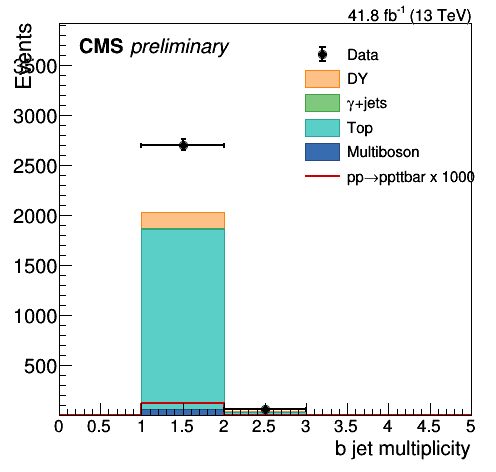 41.8 fb⁻¹ (13 TeV)
CMS preliminary
Events
Data
DY
γ+jets
Top
Multiboson
pp→ppttbar x 1000
3500
3000
2500
2000
1500
1000
500
0 0.5 1 1.5 2 2.5 3 3.5 4 4.5 5
b jet multiplicity